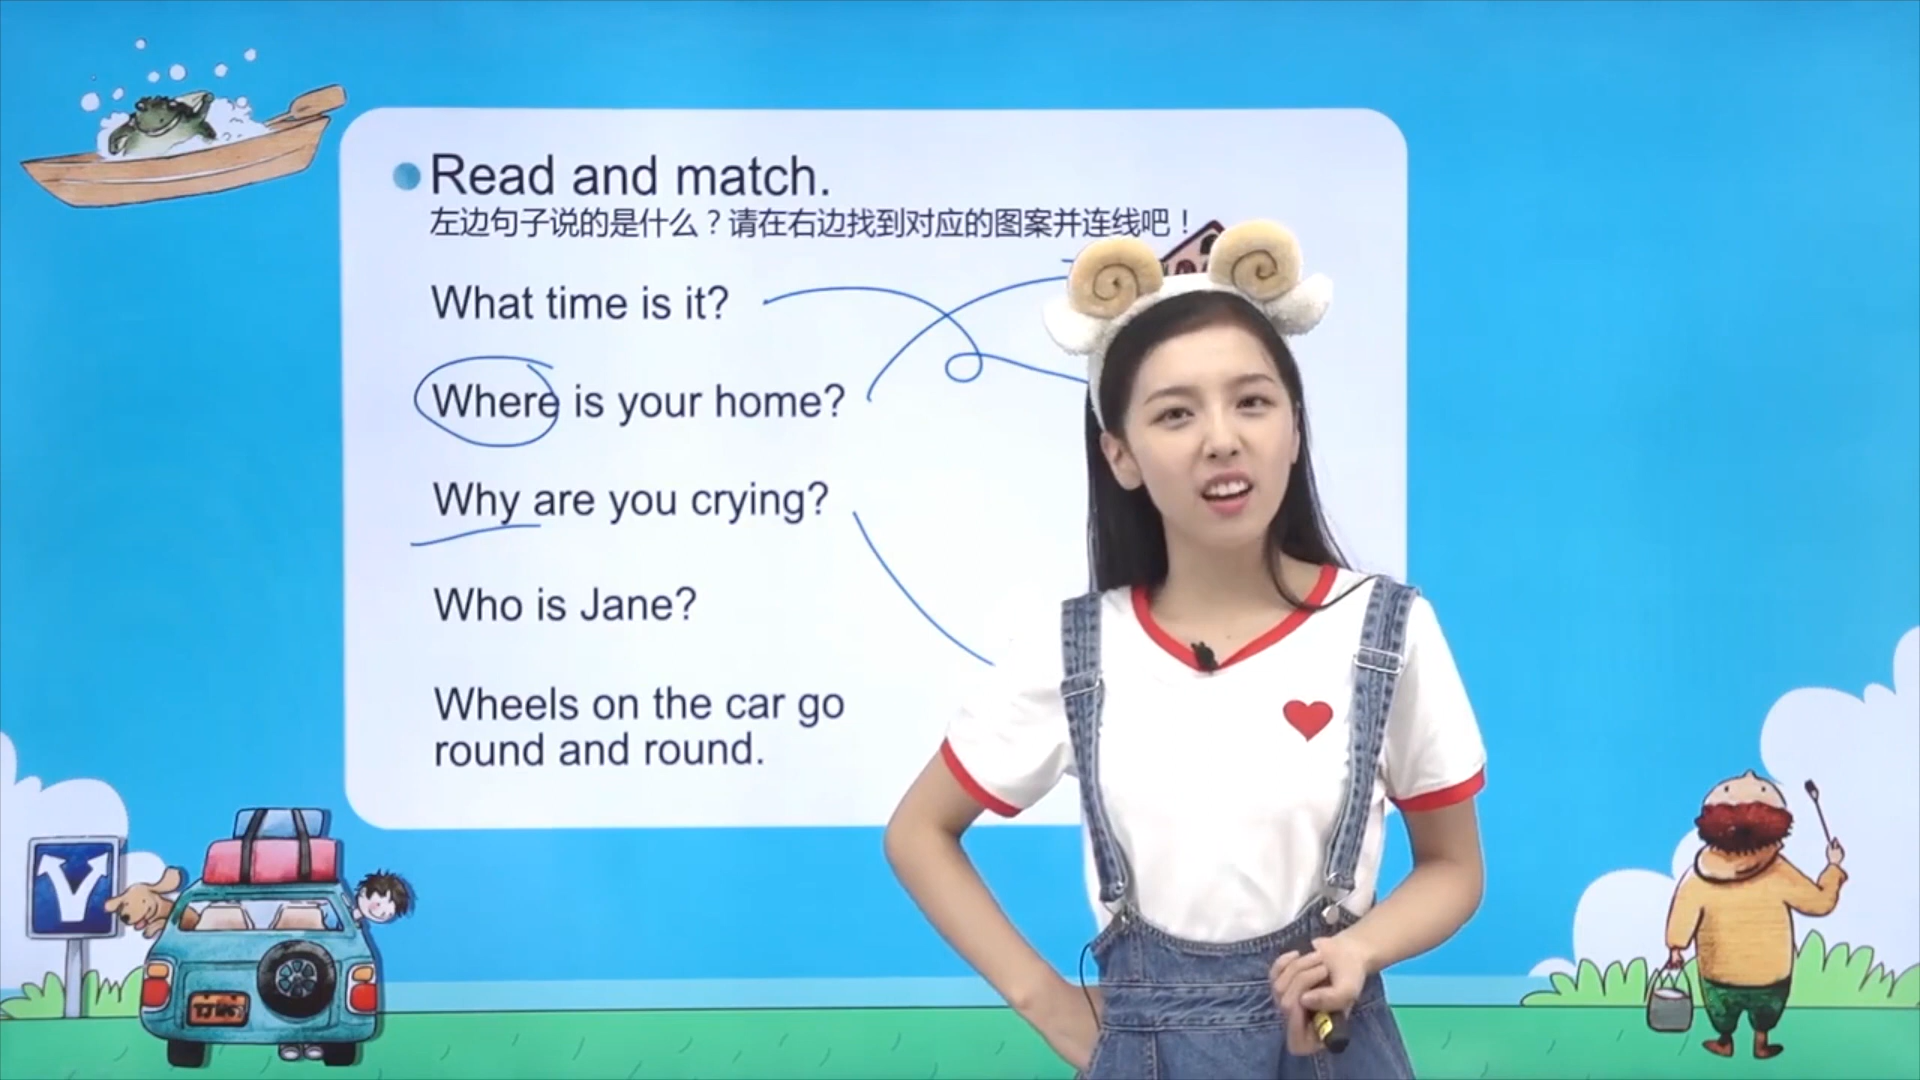 Read and match.
左边句子说的是什么？请在右边找到对应的图案并连线吧！
What time is it?
Where is your home?
Why are you crying?
Who is Jane?
Wheels on the car go
round and round.